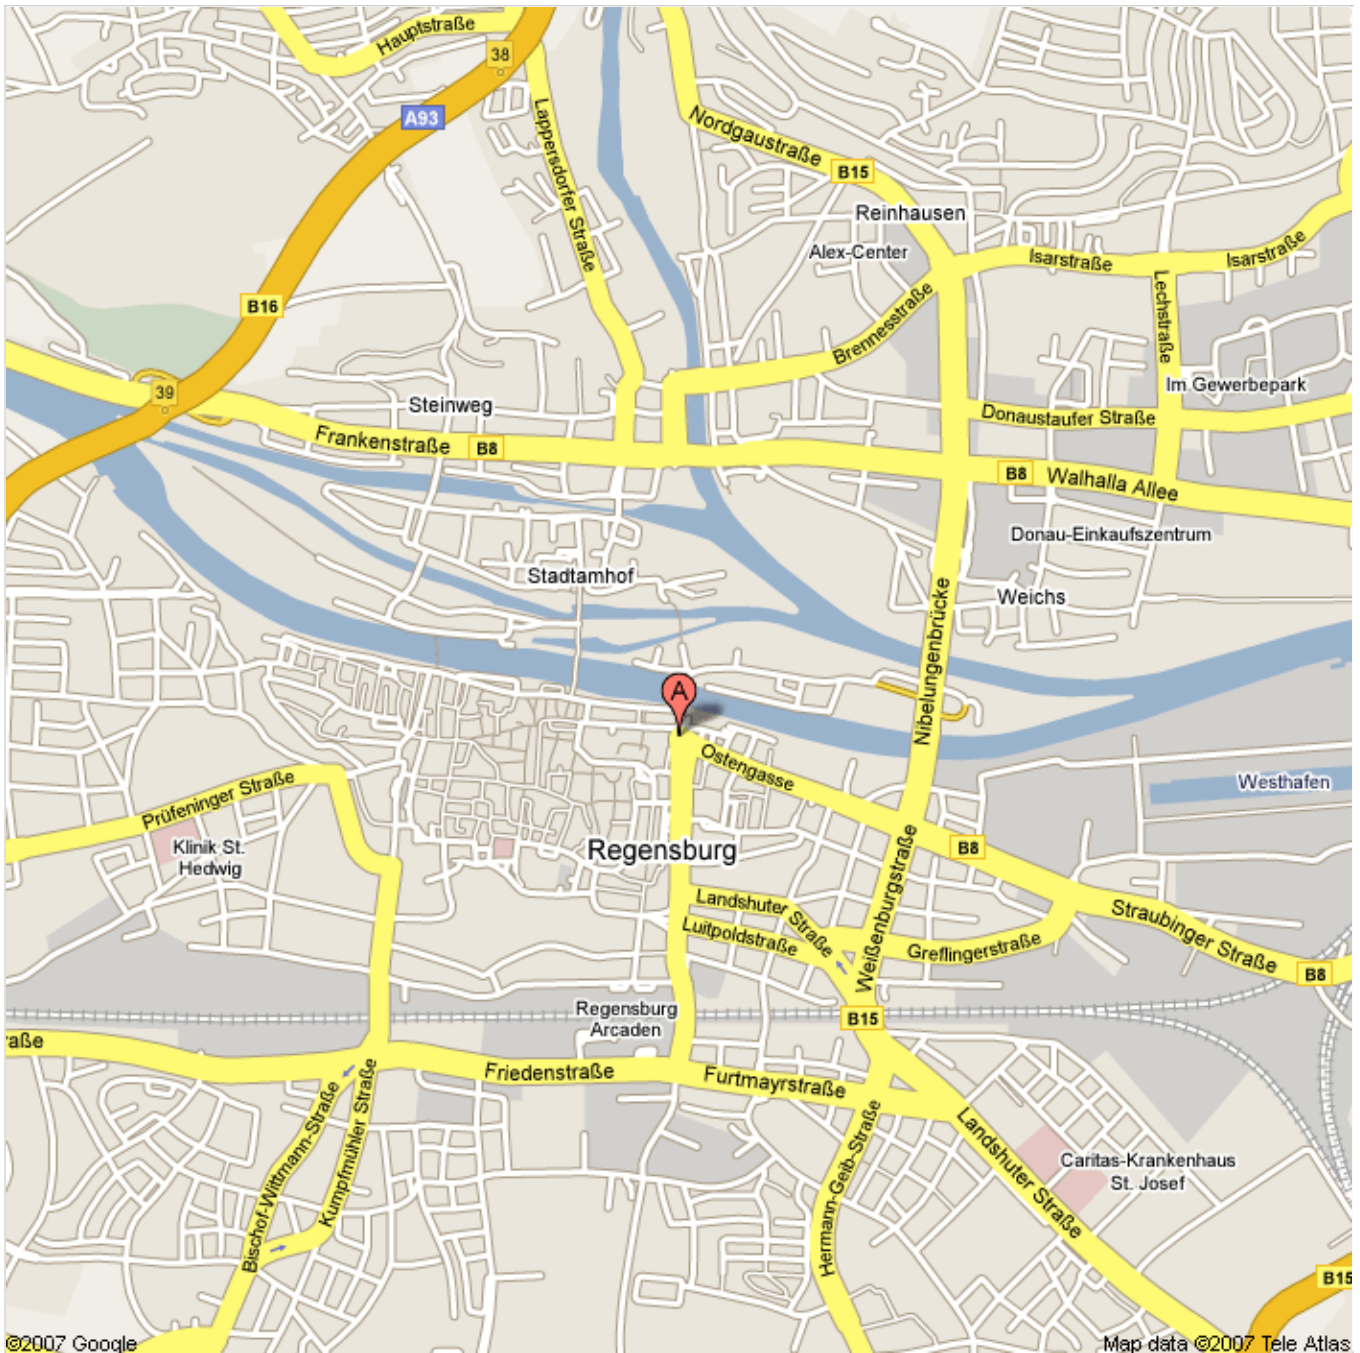 Hauptstraße
38
A93
Lappersdorfer Straße
Nordgaustraße
B15
Reinhausen
Alex-Center
Isarstraße
Isarstraße
Lechstraße
B16
Brennesstraße
39
Steinweg
Im Gewerbepark
Donaustaufer Straße
Frankenstraße
B8
B8
Walhalla Allee
Donau-Einkaufszentrum
Stadtamhof
Weichs
Nibelungenbrücke
A
Ostengasse
Westhafen
Prüfeninger Straße
Klinik St.
Hedwig
Regensburg
B8
Weißenburgstraße
Landshuter Straße
Luitpoldstraße
Greflingerstraße
Straubinger Straße
B8
Regensburg
Arcaden
B15
raße
Friedenstraße
Furtmayrstraße
Bischof-Wittmann-Straße
Kumpfmühler Straße
Hermann-Geib-Straße
Landshuter Straße
Caritas-Krankenhaus
St. Josef
B15
©2007 Google
Map data ©2007 Tele Atlas